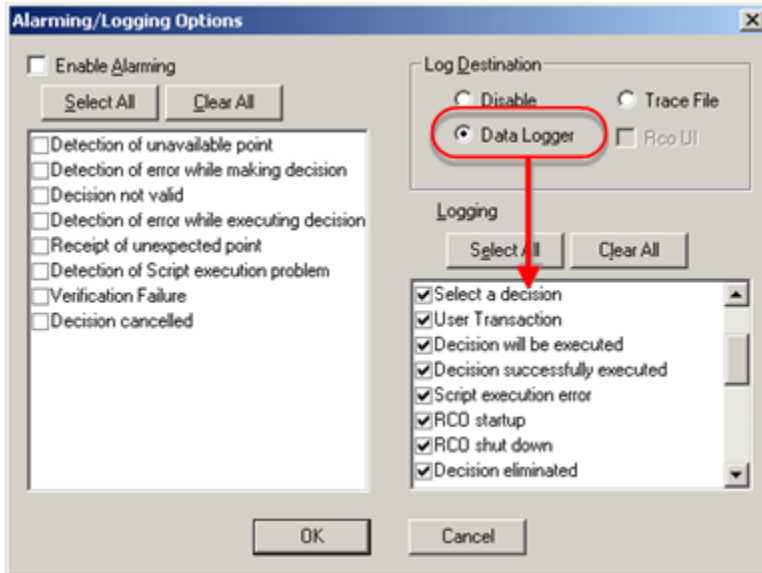 Alarming/Logging Options
Enable Alarming
Select All
Clear All
Detection of unavailable point
Detection of error while making decision
Decision not valid
Detection of error while executing decision
Receipt of unexpected point
Detection of Script execution problem
Verification Failure
Decision cancelled
Log Destination
Disable
Trace File
Data Logger
Rco UI
Logging
Select All
Clear All
Select a decision
User Transaction
Decision will be executed
Decision successfully executed
Script execution error
RCO startup
RCO shut down
Decision eliminated
OK
Cancel